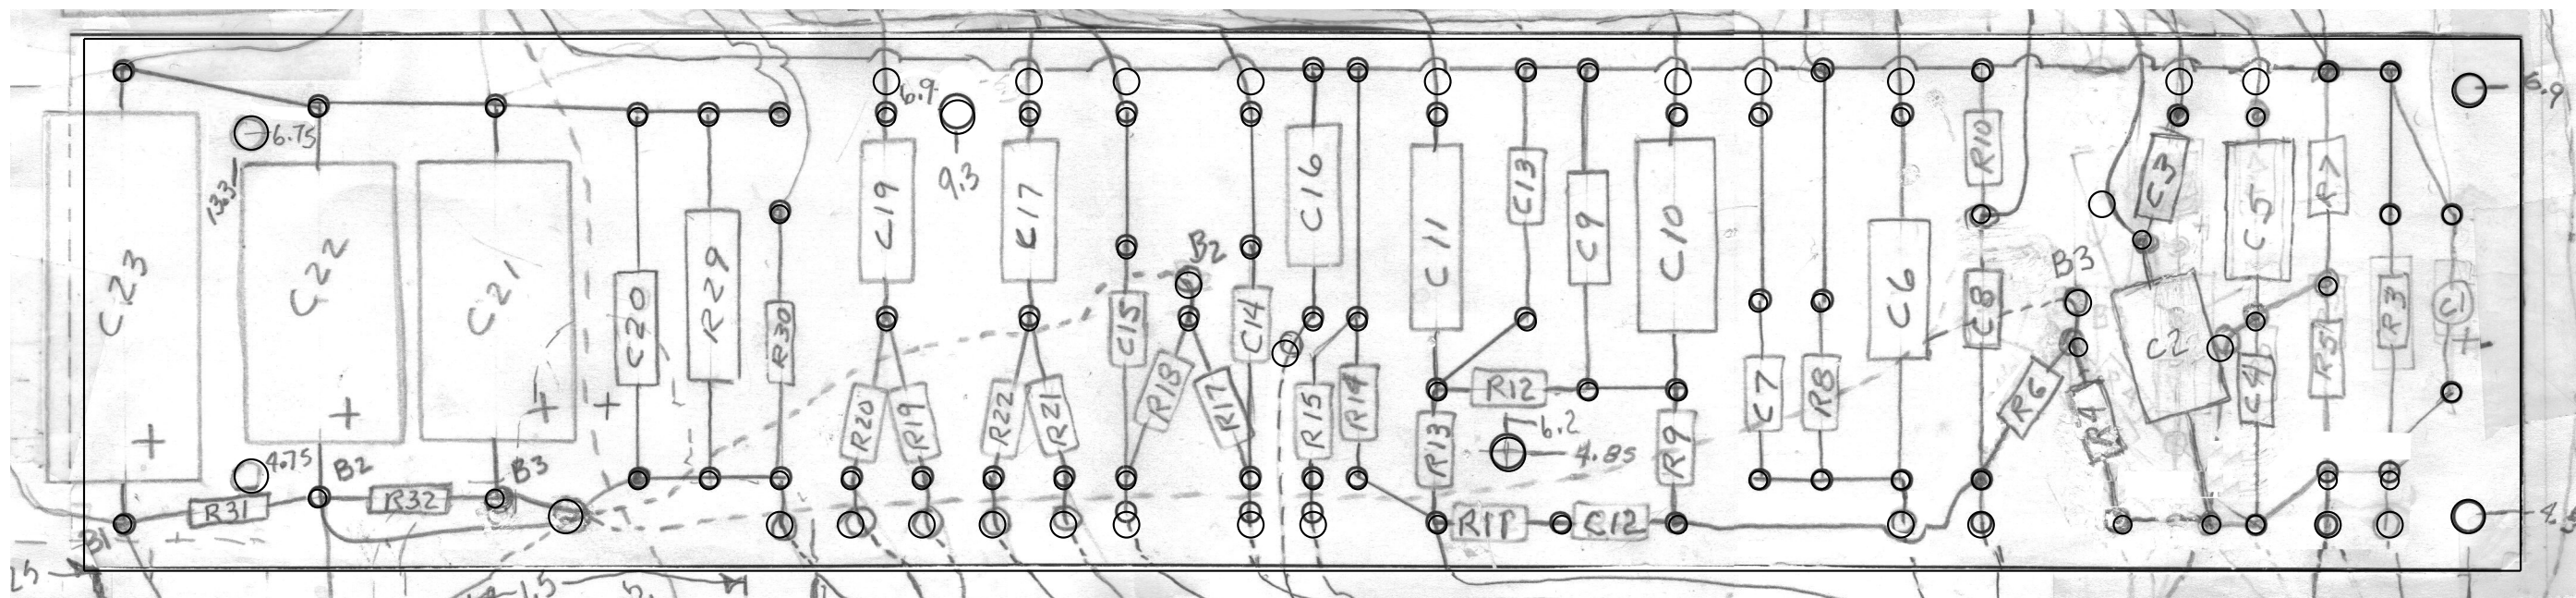 6.75
13.3
6.9
9.3
6.9
C23
C22
C21
C20
R29
R30
C19
C17
C15
B2
C14
C16
C11
C13
C9
C10
C7
R8
C6
R10
C8
B3
C3
C2
C5
C4
R7
R5
R3
C1
+
+
+
+
+
4.75
B2
B3
R31
R32
B1
R20
R19
R22
R21
R18
R17
R15
R14
R13
R12
6.2
4.85
R9
R11
C12
R6
R4
1.5